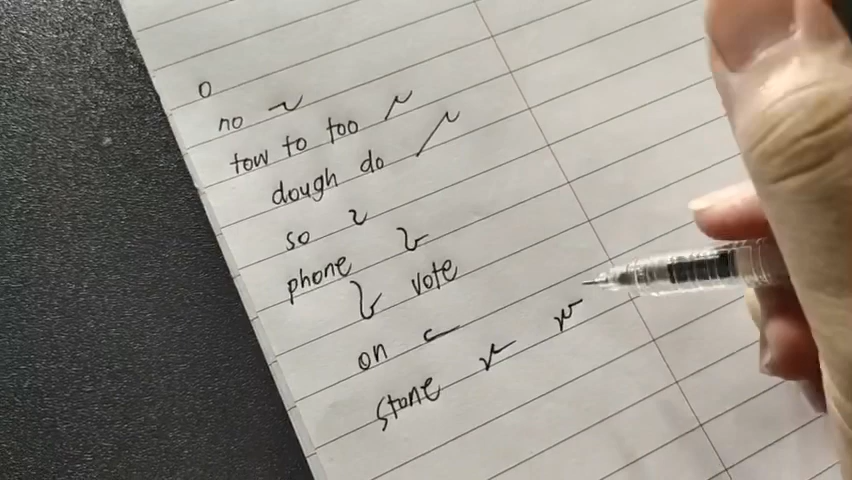 o
no
tow to too
dough do
so
phone
vote
on
stone